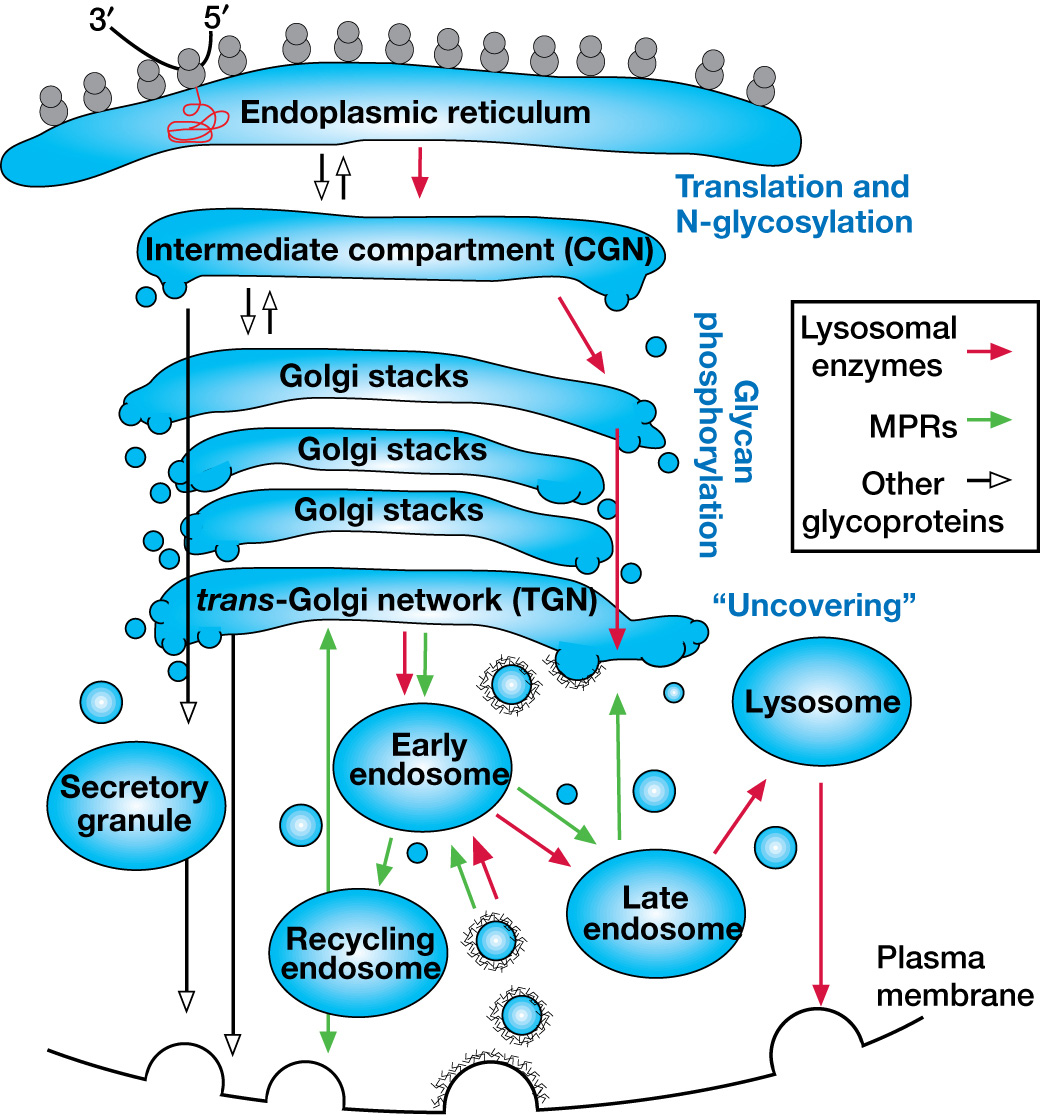 3′
5′
Endoplasmic reticulum
Translation and
N-glycosylation
Intermediate compartment (CGN)
Glycan
phosphorylation
Lysosomal
enzymes
MPRs
Other
glycoproteins
Golgi stacks
Golgi stacks
Golgi stacks
trans-Golgi network (TGN)
“Uncovering”
Lysosome
Early
endosome
Secretory
granule
Late
endosome
Recycling
endosome
Plasma
membrane